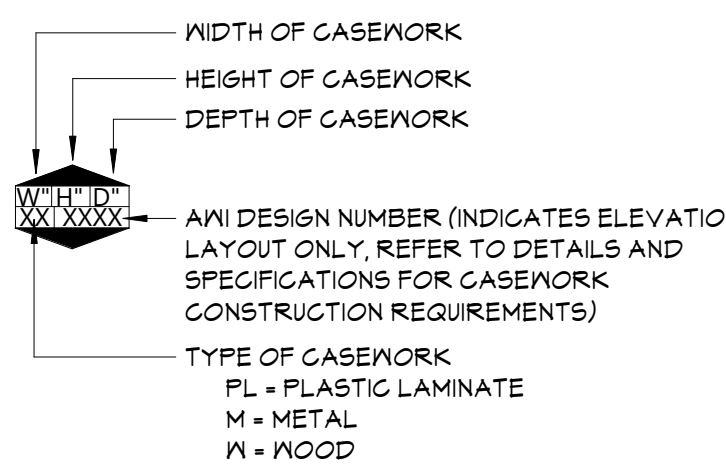 WIDTH OF CASEWORK
HEIGHT OF CASEWORK
DEPTH OF CASEWORK
W" H" D"
XX XXXX
AWI DESIGN NUMBER (INDICATES ELEVATIO
LAYOUT ONLY, REFER TO DETAILS AND
SPECIFICATIONS FOR CASEWORK
CONSTRUCTION REQUIREMENTS)
TYPE OF CASEWORK
PL = PLASTIC LAMINATE
M = METAL
W = WOOD